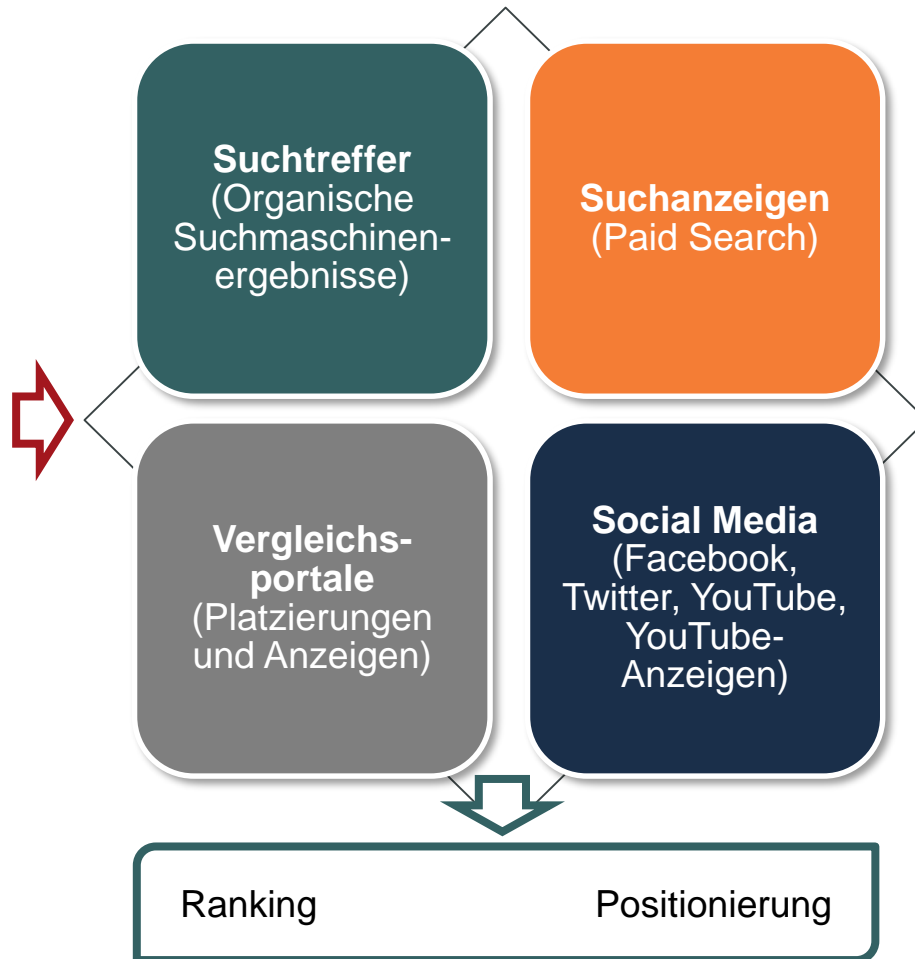 Suchtreffer
(Organische
Suchmaschinen-
ergebnisse)
Suchanzeigen
(Paid Search)
Vergleichs-
portale
(Platzierungen
und Anzeigen)
Social Media
(Facebook,
Twitter, YouTube,
YouTube-
Anzeigen)
Ranking
Positionierung